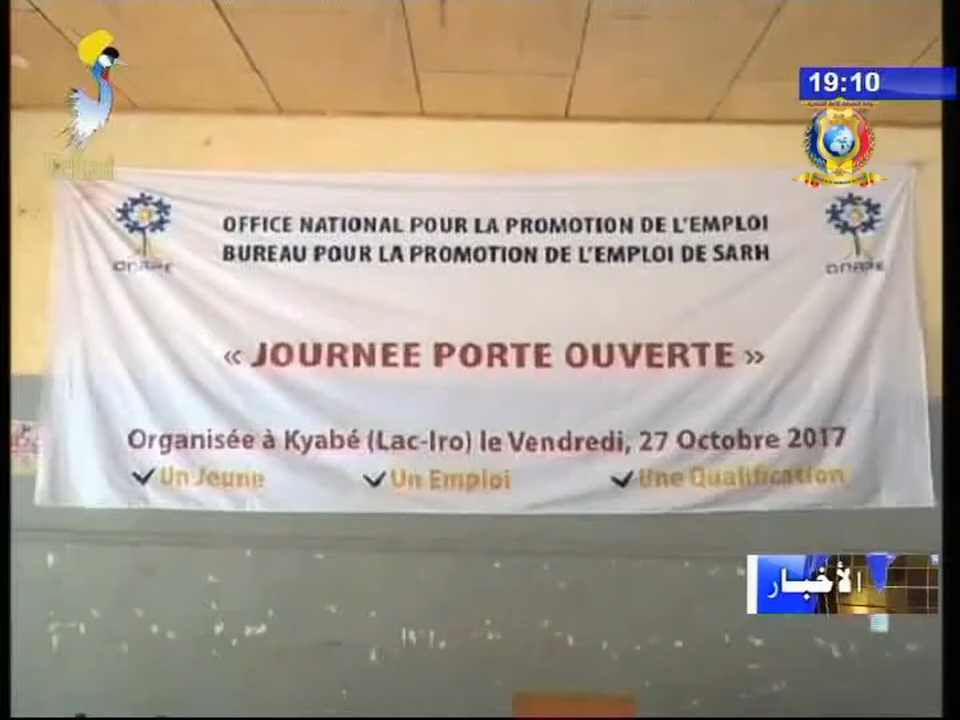 19:10
Tchad
OFFICE NATIONAL POUR LA PROMOTION DE L'EMPLOI
BUREAU POUR LA PROMOTION DE L'EMPLOI DE SARH
ONAPE
ONAPE
« JOURNEE PORTE OUVERTE »
Organisée à Kyabé (Lac-Iro) le Vendredi, 27 Octobre 2017
Un Jeune Un Emploi Une Qualification
الأخبار